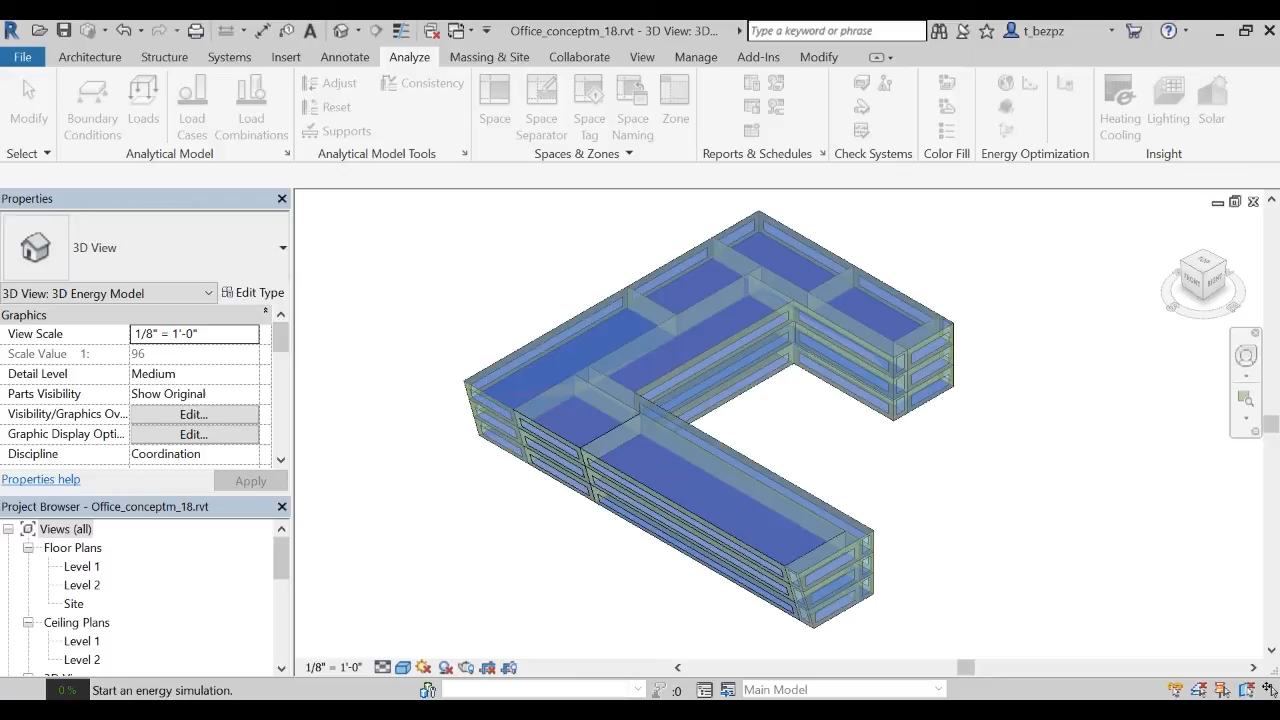 Office_conceptm_18.rvt - 3D View: 3D...
Type a keyword or phrase
t_bezpz
File Architecture Structure Systems Insert Annotate Analyze Massing & Site Collaborate View Manage Add-Ins Modify
Modify
Boundary Conditions
Loads
Load Cases
Load Combinations
Adjust
Reset
Supports
Consistency
Space
Space Separator
Space Tag
Space Naming
Zone
Heating Cooling
Lighting
Solar
Select
Analytical Model
Analytical Model Tools
Spaces & Zones
Reports & Schedules
Check Systems
Color Fill
Energy Optimization
Insight
Properties
3D View
3D View: 3D Energy Model
Edit Type
Graphics
View Scale 1/8" = 1'-0"
Scale Value 1: 96
Detail Level Medium
Parts Visibility Show Original
Visibility/Graphics Ov... Edit...
Graphic Display Opti... Edit...
Discipline Coordination
Properties help
Apply
Project Browser - Office_conceptm_18.rvt
Views (all)
Floor Plans
Level 1
Level 2
Site
Ceiling Plans
Level 1
Level 2
TOP
FRONT
RIGHT
1/8" = 1'-0"
0 %
Start an energy simulation.
:0
Main Model